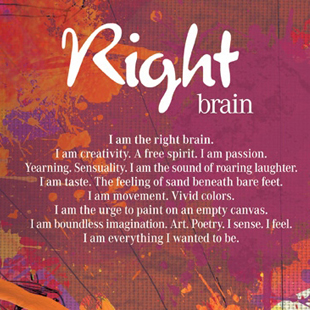 Right
brain
I am the right brain.
I am creativity. A free spirit. I am passion.
Yearning. Sensuality. I am the sound of roaring laughter.
I am taste. The feeling of sand beneath bare feet.
I am movement. Vivid colors.
I am the urge to paint on an empty canvas.
I am boundless imagination. Art. Poetry. I sense. I feel.
I am everything I wanted to be.